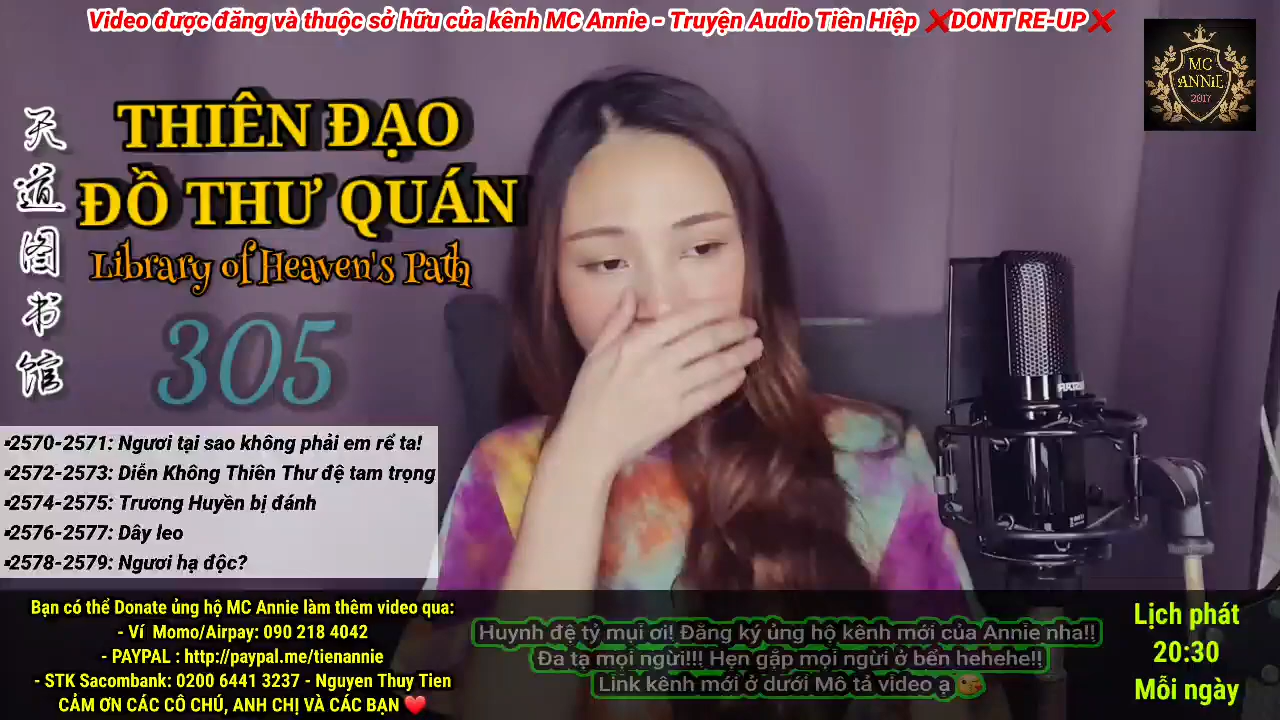 Video được đăng và thuộc sở hữu của kênh MC Annie - Truyện Audio Tiên Hiệp ❌DONT RE-UP❌
MC
ANNiE
2017
天道图书馆
THIÊN ĐẠO
ĐỒ THƯ QUÁN
Library of Heaven's Path
305
▪2570-2571: Ngươi tại sao không phải em rể ta!
▪2572-2573: Diễn Không Thiên Thư đệ tam trọng
▪2574-2575: Trương Huyền bị đánh
▪2576-2577: Dây leo
▪2578-2579: Ngươi hạ độc?
Bạn có thể Donate ủng hộ MC Annie làm thêm video qua:
- Ví Momo/Airpay: 090 218 4042
- PAYPAL : http://paypal.me/tienannie
- STK Sacombank: 0200 6441 3237 - Nguyen Thuy Tien
CẢM ƠN CÁC CÔ CHÚ, ANH CHỊ VÀ CÁC BẠN ❤️
Huynh đệ tỷ muị ơi! Đăng ký ủng hộ kênh mới của Annie nha!!
Đa tạ mọi ngừi!!! Hẹn gặp mọi ngừi ở bển hehehe!!
Link kênh mới ở dưới Mô tả video ạ 😘
Lịch phát
20:30
Mỗi ngày